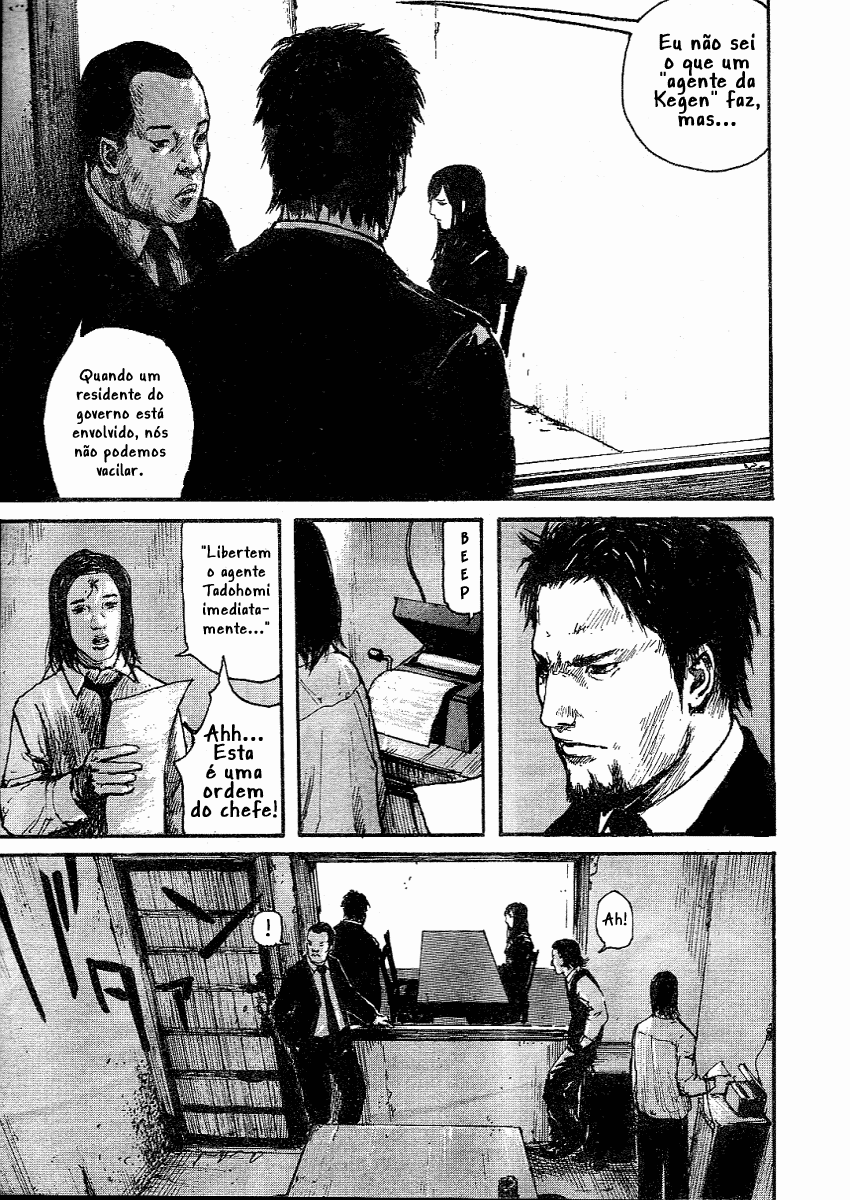 Eu não sei
o que um
"agente da
Kegen" faz,
mas...
Quando um
residente do
governo está
envolvido, nós
não podemos
vacilar.
B
E
E
P
"Libertem
o agente
Tadohomi
imediata-
mente..."
Ahh...
Esta
é uma
ordem
do chefe!
!
Ah!